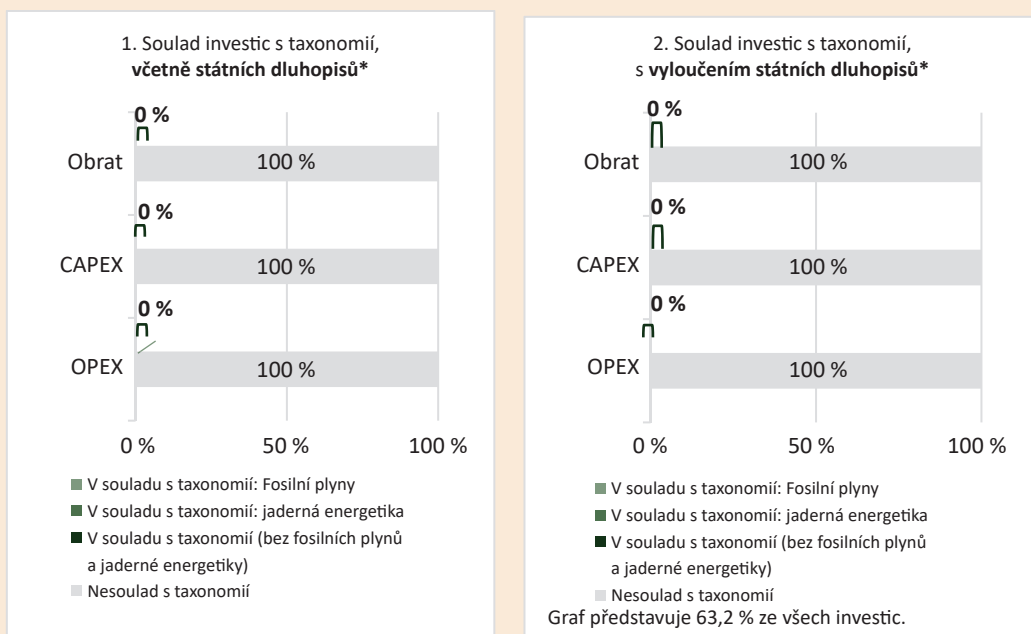 1. Soulad investic s taxonomií,
včetně státních dluhopisů*
0 %
Obrat
100 %
0 %
CAPEX
100 %
0 %
OPEX
100 %
0 %
50 %
100 %
V souladu s taxonomií: Fosilní plyny
V souladu s taxonomií: jaderná energetika
V souladu s taxonomií (bez fosilních plynů
a jaderné energetiky)
Nesoulad s taxonomií
2. Soulad investic s taxonomií,
s vyloučením státních dluhopisů*
0 %
Obrat
100 %
0 %
CAPEX
100 %
0 %
OPEX
100 %
0 %
50 %
100 %
V souladu s taxonomií: Fosilní plyny
V souladu s taxonomií: jaderná energetika
V souladu s taxonomií (bez fosilních plynů
a jaderné energetiky)
Nesoulad s taxonomií
Graf představuje 63,2 % ze všech investic.